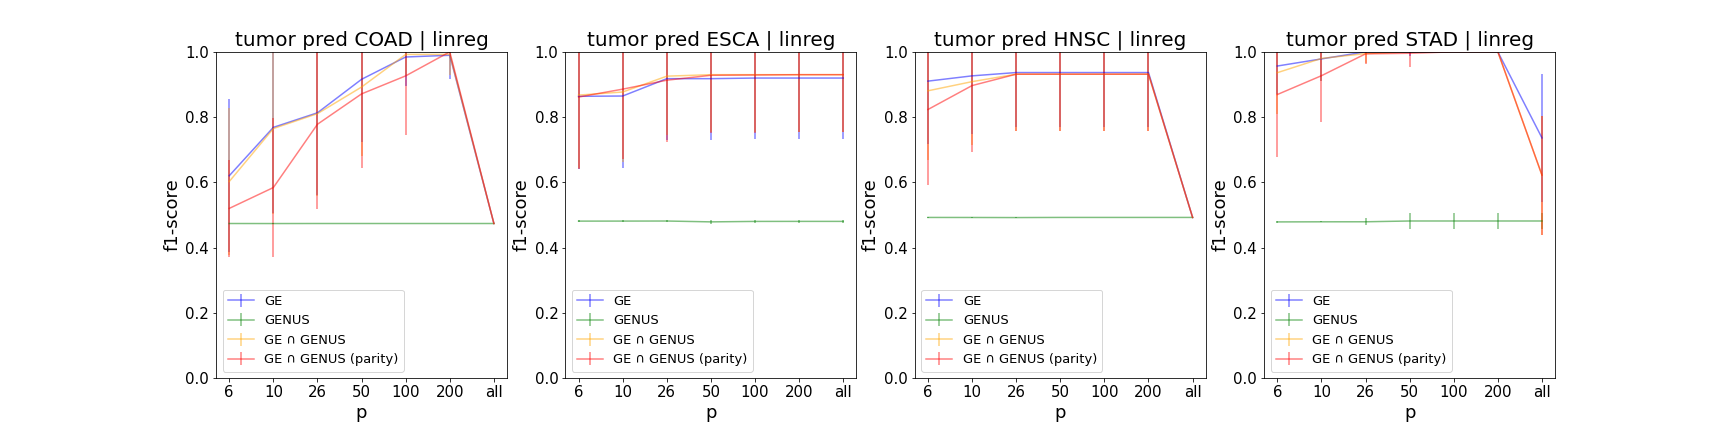 tumor pred COAD | linreg
f1-score
1.0
0.8
0.6
0.4
0.2
0.0
GE
GENUS
GE ∩ GENUS
GE ∩ GENUS (parity)
6 10 26 50 100 200 all
p
tumor pred ESCA | linreg
f1-score
1.0
0.8
0.6
0.4
0.2
0.0
GE
GENUS
GE ∩ GENUS
GE ∩ GENUS (parity)
6 10 26 50 100 200 all
p
tumor pred HNSC | linreg
f1-score
1.0
0.8
0.6
0.4
0.2
0.0
GE
GENUS
GE ∩ GENUS
GE ∩ GENUS (parity)
6 10 26 50 100 200 all
p
tumor pred STAD | linreg
f1-score
1.0
0.8
0.6
0.4
0.2
0.0
GE
GENUS
GE ∩ GENUS
GE ∩ GENUS (parity)
6 10 26 50 100 200 all
p